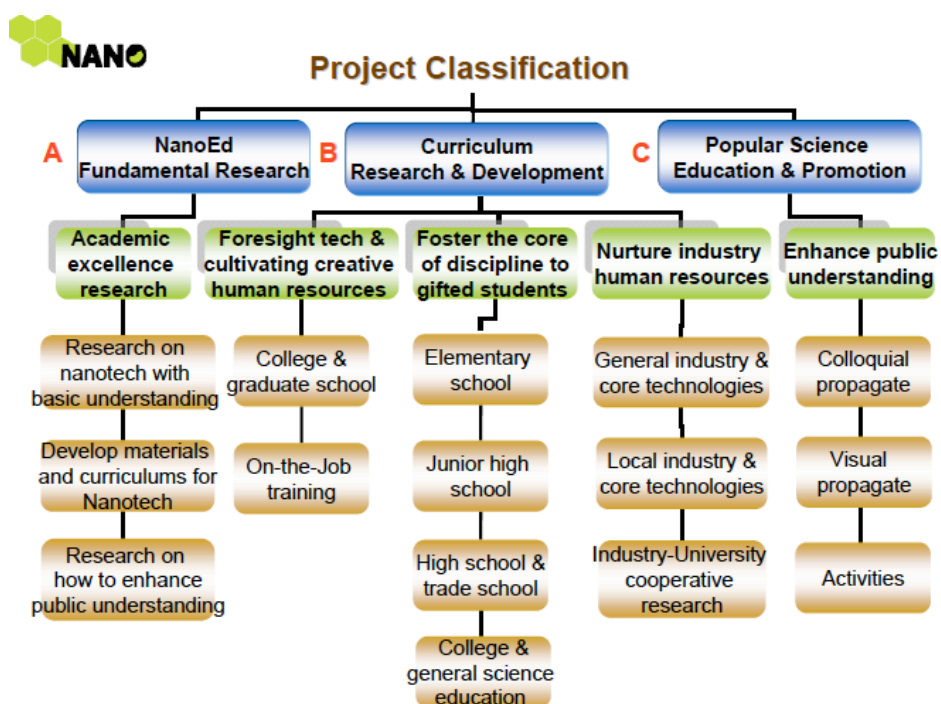 NANO
Project Classification
A
NanoEd
Fundamental Research
B
Curriculum
Research & Development
C
Popular Science
Education & Promotion
Academic
excellence
research
Foresight tech &
cultivating creative
human resources
Foster the core
of discipline to
gifted students
Nurture industry
human resources
Enhance public
understanding
Research on
nanotech with
basic understanding
Develop materials
and curriculums for
Nanotech
Research on
how to enhance
public understanding
College &
graduate school
On-the-Job
training
Elementary
school
Junior high
school
High school &
trade school
College &
general science
education
General industry &
core technologies
Local industry &
core technologies
Industry-University
cooperative
research
Colloquial
propagate
Visual
propagate
Activities